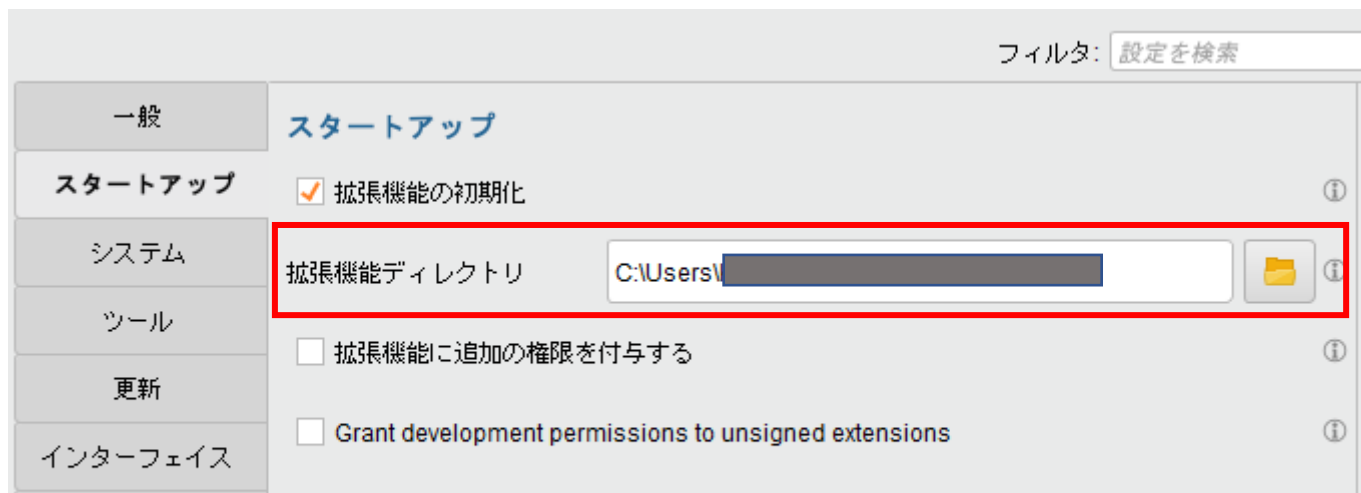 フィルタ: 設定を検索
一般
スタートアップ
システム
ツール
更新
インターフェイス
スタートアップ
拡張機能の初期化
拡張機能ディレクトリ C:\Users\
拡張機能に追加の権限を付与する
Grant development permissions to unsigned extensions